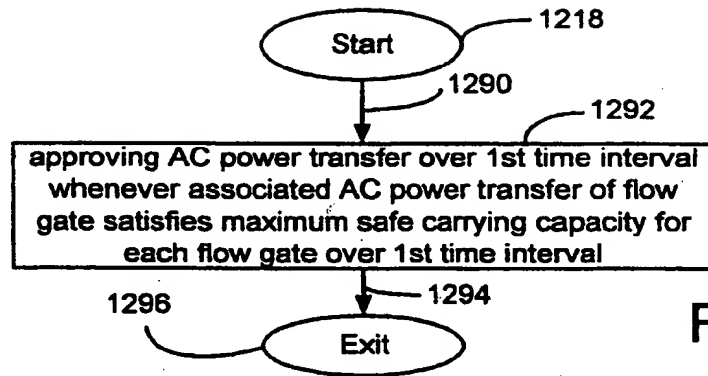 Start
1218
1290
1292
approving AC power transfer over 1st time interval
whenever associated AC power transfer of flow
gate satisfies maximum safe carrying capacity for
each flow gate over 1st time interval
1294
1296
Exit
F